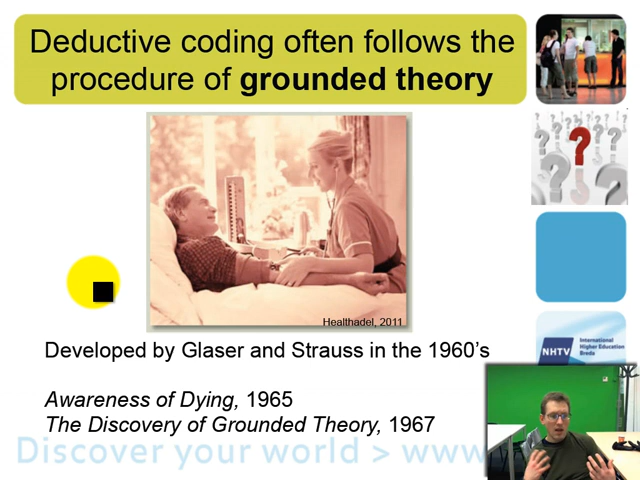 Deductive coding often follows the
procedure of grounded theory
Healthadel, 2011
Developed by Glaser and Strauss in the 1960's
Awareness of Dying, 1965
The Discovery of Grounded Theory, 1967
NHTV
International
Higher Education
Breda
Discover your world > www